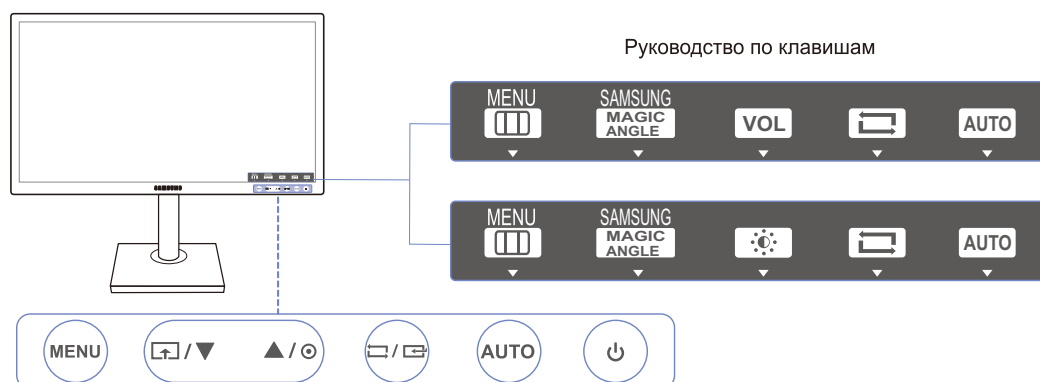 Руководство по клавишам
MENU SAMSUNG
MAGIC
ANGLE VOL AUTO
MENU SAMSUNG
MAGIC
ANGLE AUTO
SAMSUNG
MENU / / / AUTO